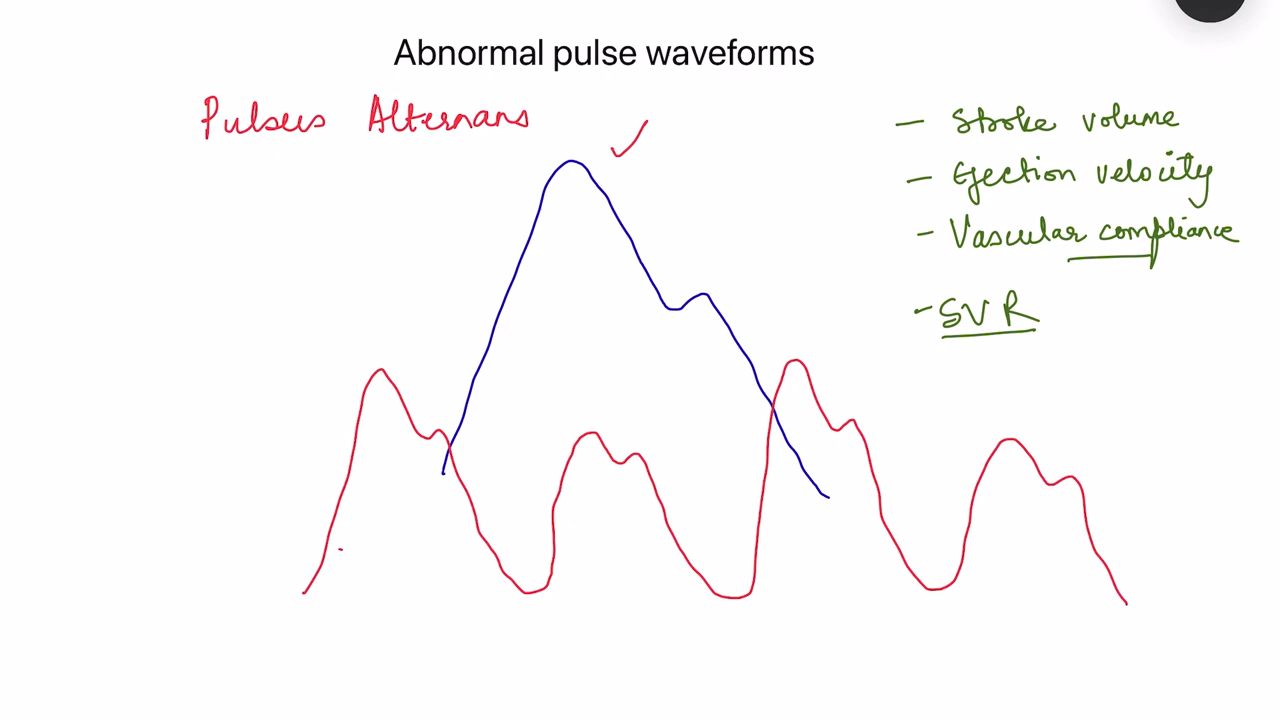 Abnormal pulse waveforms
Pulsus Alternans
- Stroke volume
- Ejection velocity
- Vascular compliance
- SVR